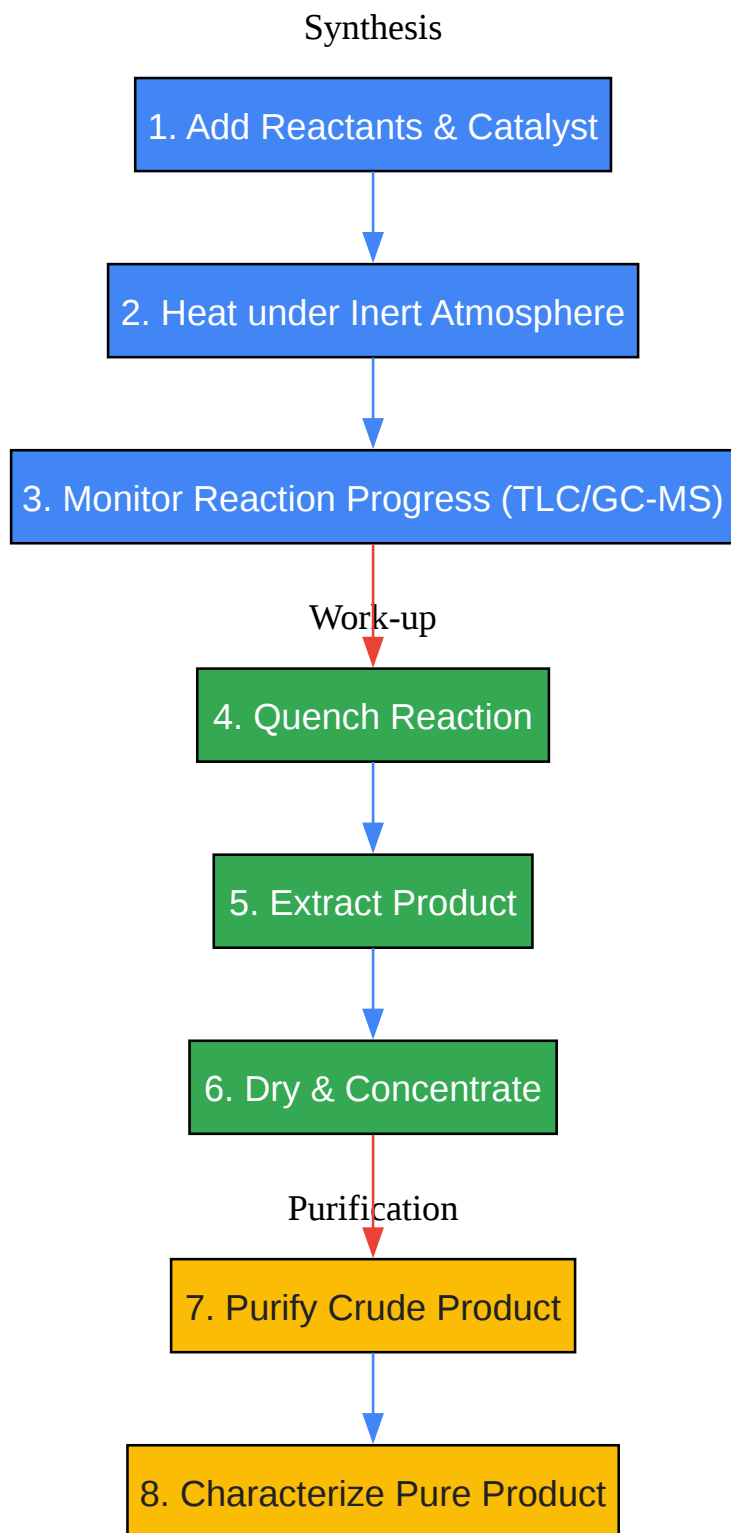 Synthesis
1. Add Reactants & Catalyst
2. Heat under Inert Atmosphere
3. Monitor Reaction Progress (TLC/GC-MS)
Work-up
4. Quench Reaction
5. Extract Product
6. Dry & Concentrate
Purification
7. Purify Crude Product
8. Characterize Pure Product